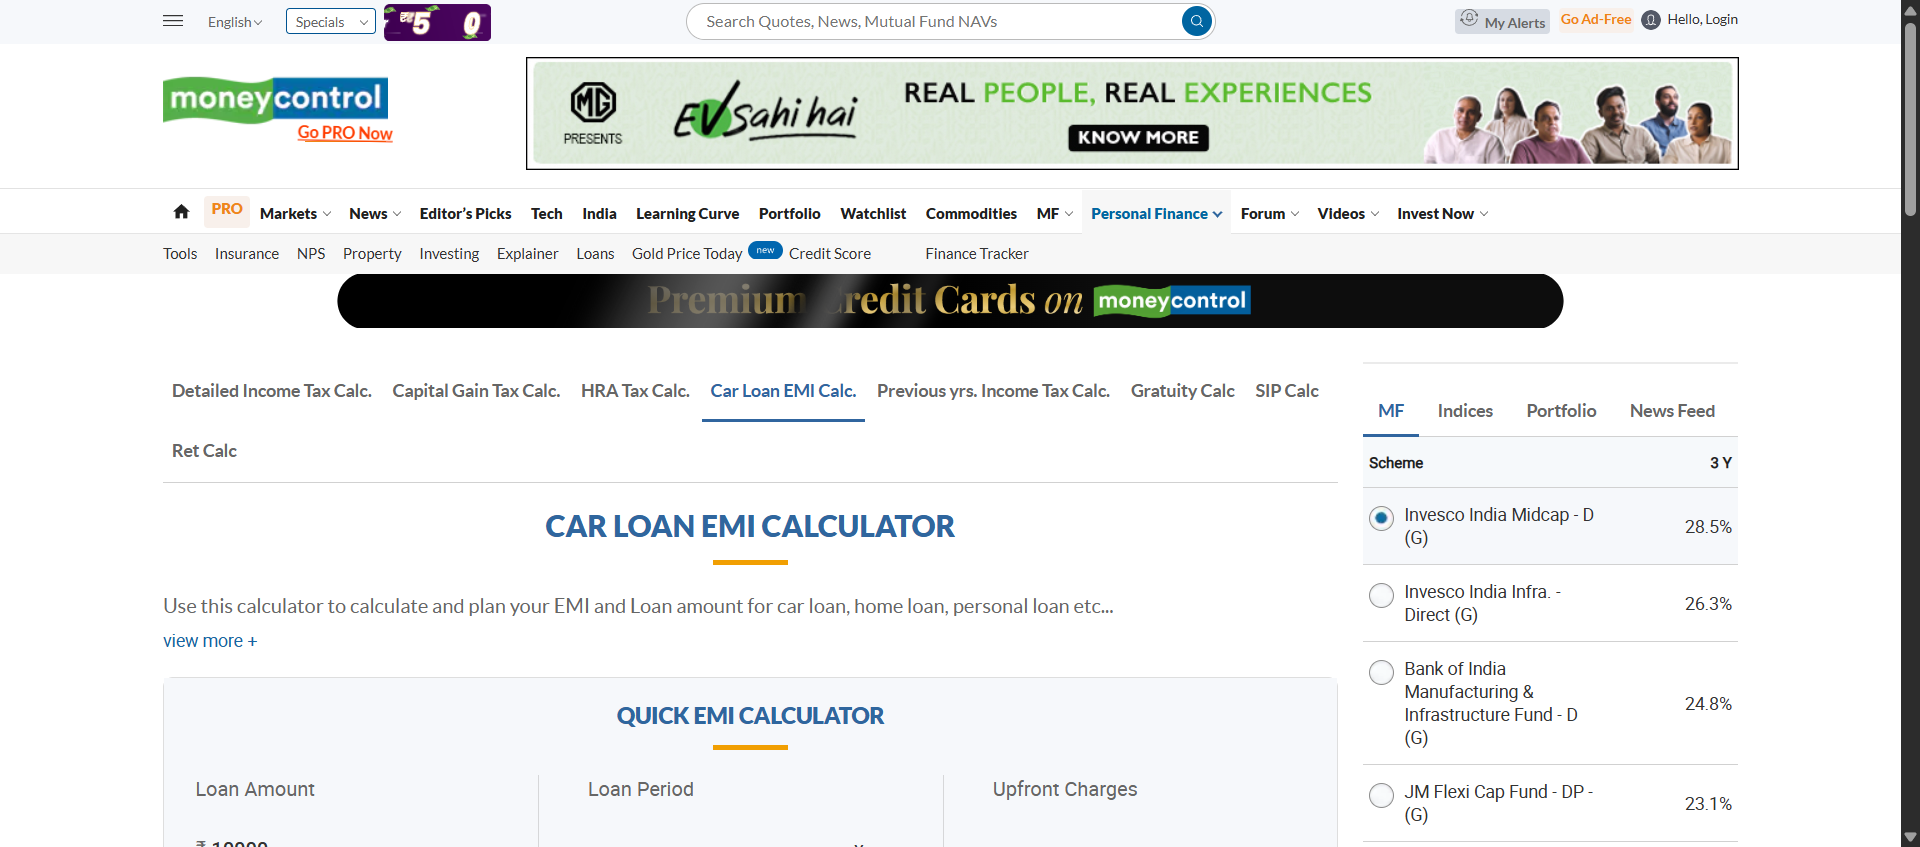 English
Specials
₹5 0
Search Quotes, News, Mutual Fund NAVs
My Alerts
Go Ad-Free
Hello, Login
moneycontrol
Go PRO Now
MG
PRESENTS
EV Sahi hai
REAL PEOPLE, REAL EXPERIENCES
KNOW MORE
PRO Markets News Editor's Picks Tech India Learning Curve Portfolio Watchlist Commodities MF Personal Finance Forum Videos Invest Now
Tools Insurance NPS Property Investing Explainer Loans Gold Price Today new Credit Score Finance Tracker
Premium Credit Cards on moneycontrol
Detailed Income Tax Calc. Capital Gain Tax Calc. HRA Tax Calc. Car Loan EMI Calc. Previous yrs. Income Tax Calc. Gratuity Calc SIP Calc
Ret Calc
CAR LOAN EMI CALCULATOR
Use this calculator to calculate and plan your EMI and Loan amount for car loan, home loan, personal loan etc...
view more +
QUICK EMI CALCULATOR
Loan Amount Loan Period Upfront Charges
MF Indices Portfolio News Feed
Scheme 3 Y
Invesco India Midcap - D
(G)
28.5%
Invesco India Infra. -
Direct (G)
26.3%
Bank of India
Manufacturing &
Infrastructure Fund - D
(G)
24.8%
JM Flexi Cap Fund - DP -
(G)
23.1%